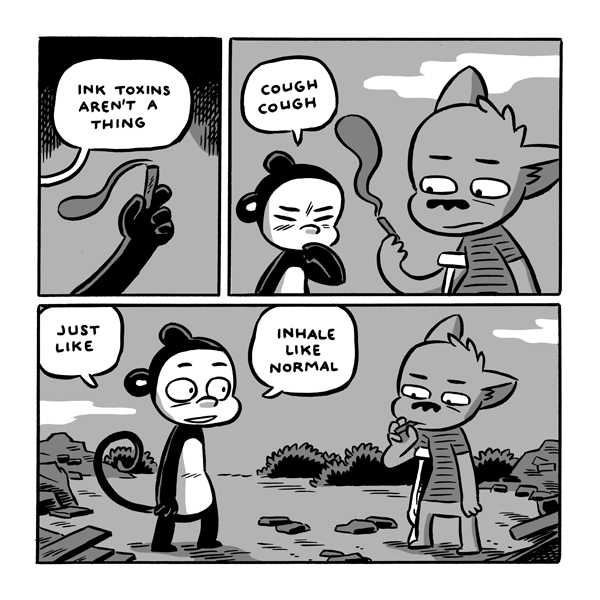 INK TOXINS
AREN'T A
THING
COUGH
COUGH
JUST
LIKE
INHALE
LIKE
NORMAL